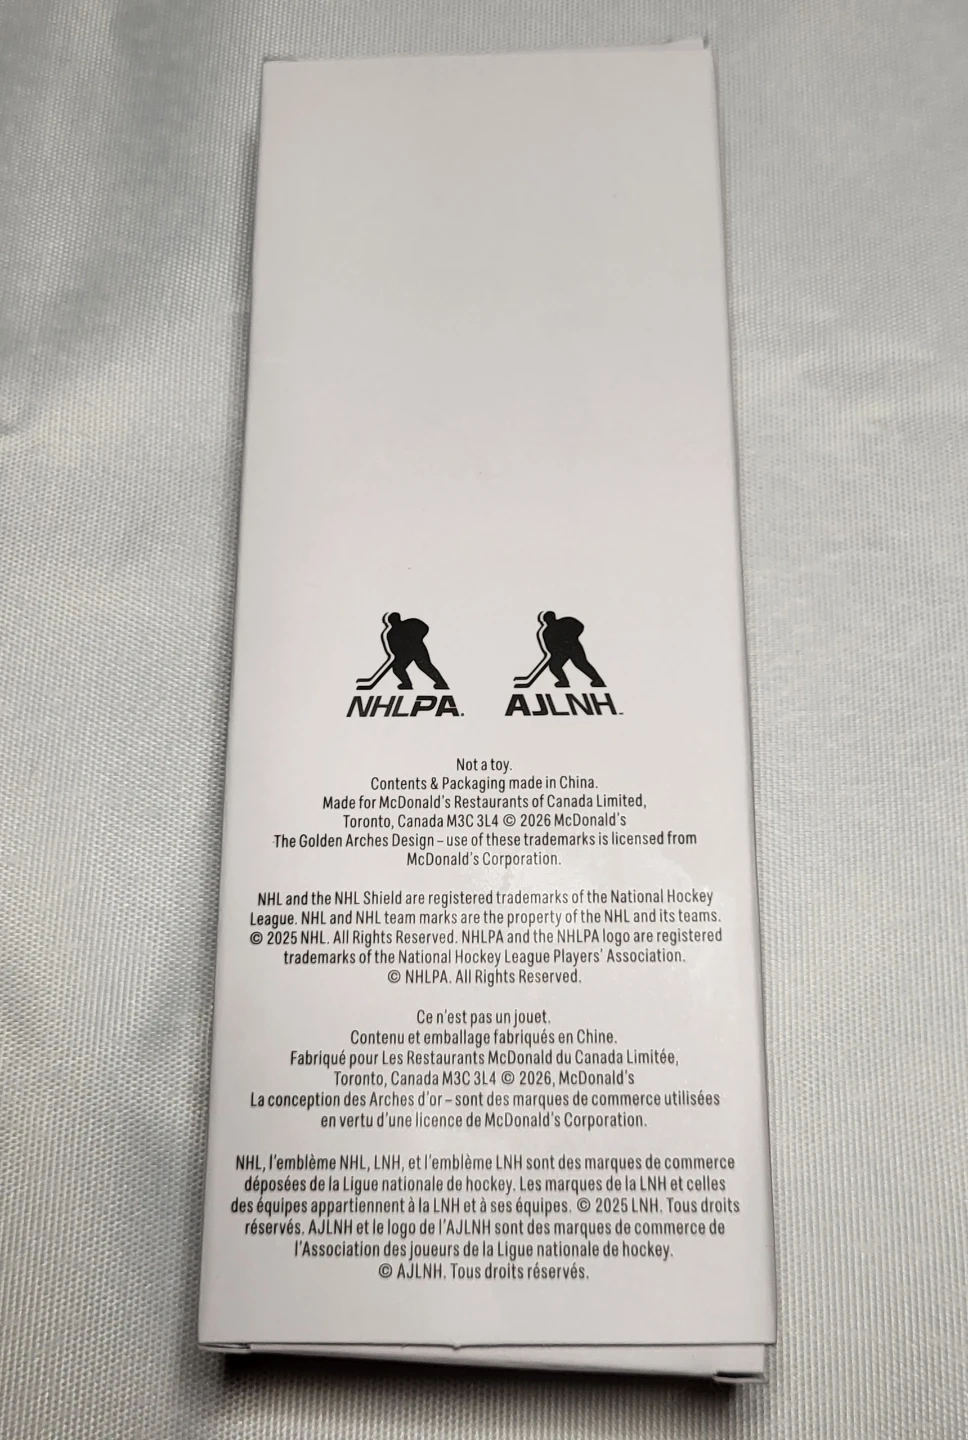 NHLPA.
AJLNH™
Not a toy.
Contents & Packaging made in China.
Made for McDonald's Restaurants of Canada Limited,
Toronto, Canada M3C 3L4 © 2026 McDonald's
The Golden Arches Design – use of these trademarks is licensed from
McDonald's Corporation.
NHL and the NHL Shield are registered trademarks of the National Hockey
League. NHL and NHL team marks are the property of the NHL and its teams.
© 2025 NHL. All Rights Reserved. NHLPA and the NHLPA logo are registered
trademarks of the National Hockey League Players' Association.
© NHLPA. All Rights Reserved.
Ce n'est pas un jouet.
Contenu et emballage fabriqués en Chine.
Fabriqué pour Les Restaurants McDonald du Canada Limitée,
Toronto, Canada M3C 3L4 © 2026, McDonald's
La conception des Arches d'or – sont des marques de commerce utilisées
en vertu d'une licence de McDonald's Corporation.
NHL, l'emblème NHL, LNH, et l'emblème LNH sont des marques de commerce
déposées de la Ligue nationale de hockey. Les marques de la LNH et celles
des équipes appartiennent à la LNH et à ses équipes. © 2025 LNH. Tous droits
réservés. AJLNH et le logo de l'AJLNH sont des marques de commerce de
l'Association des joueurs de la Ligue nationale de hockey.
© AJLNH. Tous droits réservés.